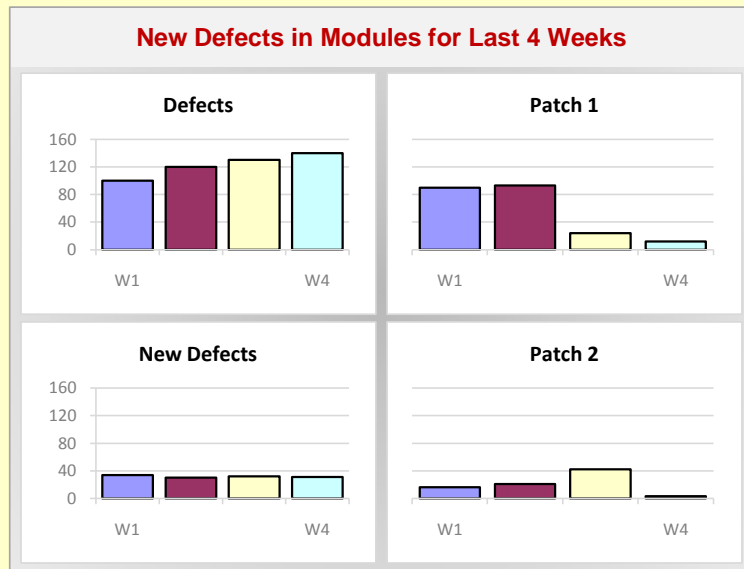 New Defects in Modules for Last 4 Weeks
Defects
160
120
80
40
0
W1 W4
Patch 1
W1 W4
New Defects
160
120
80
40
0
W1 W4
Patch 2
W1 W4